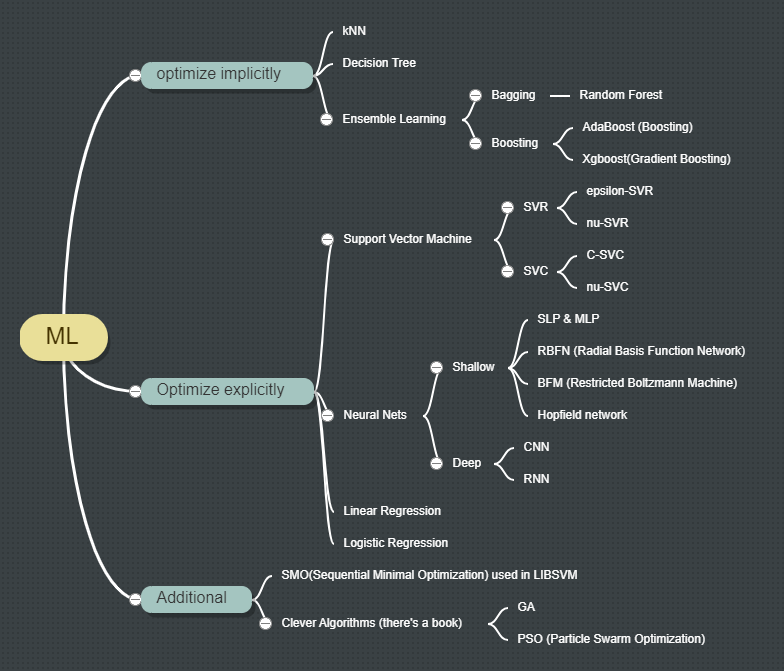 kNN
optimize implicitly
Decision Tree
Bagging
Random Forest
Ensemble Learning
AdaBoost (Boosting)
Boosting
Xgboost(Gradient Boosting)
epsilon-SVR
SVR
nu-SVR
Support Vector Machine
C-SVC
SVC
nu-SVC
SLP & MLP
ML
RBFN (Radial Basis Function Network)
Shallow
BFM (Restricted Boltzmann Machine)
Optimize explicitly
Neural Nets
Hopfield network
CNN
Deep
RNN
Linear Regression
Logistic Regression
SMO(Sequential Minimal Optimization) used in LIBSVM
Additional
GA
Clever Algorithms (there's a book)
PSO (Particle Swarm Optimization)